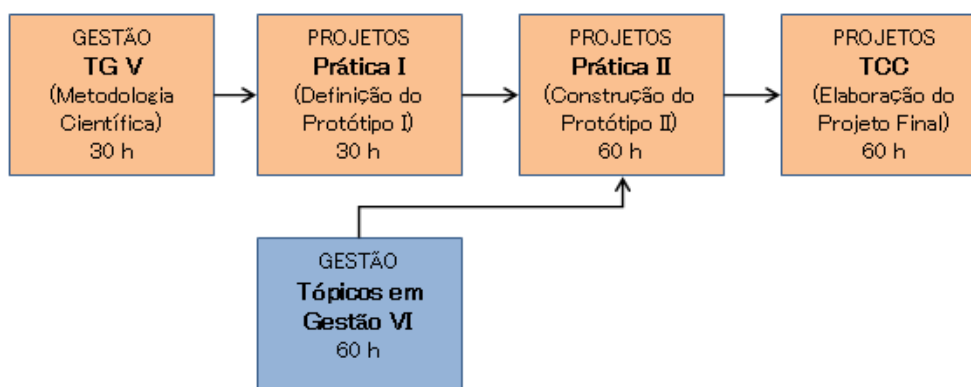 GESTÃO
TG V
(Metodologia
Científica)
30 h
PROJETOS
Prática I
(Definição do
Protótipo I)
30 h
PROJETOS
Prática II
(Construção do
Protótipo II)
60 h
PROJETOS
TCC
(Elaboração do
Projeto Final)
60 h
GESTÃO
Tópicos em
Gestão VI
60 h